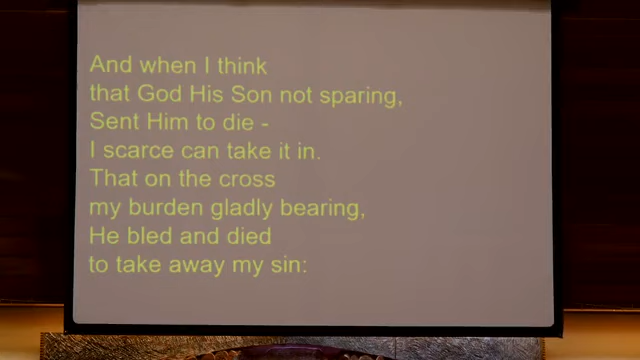 And when I think
that God His Son not sparing,
Sent Him to die -
I scarce can take it in.
That on the cross
my burden gladly bearing,
He bled and died
to take away my sin: